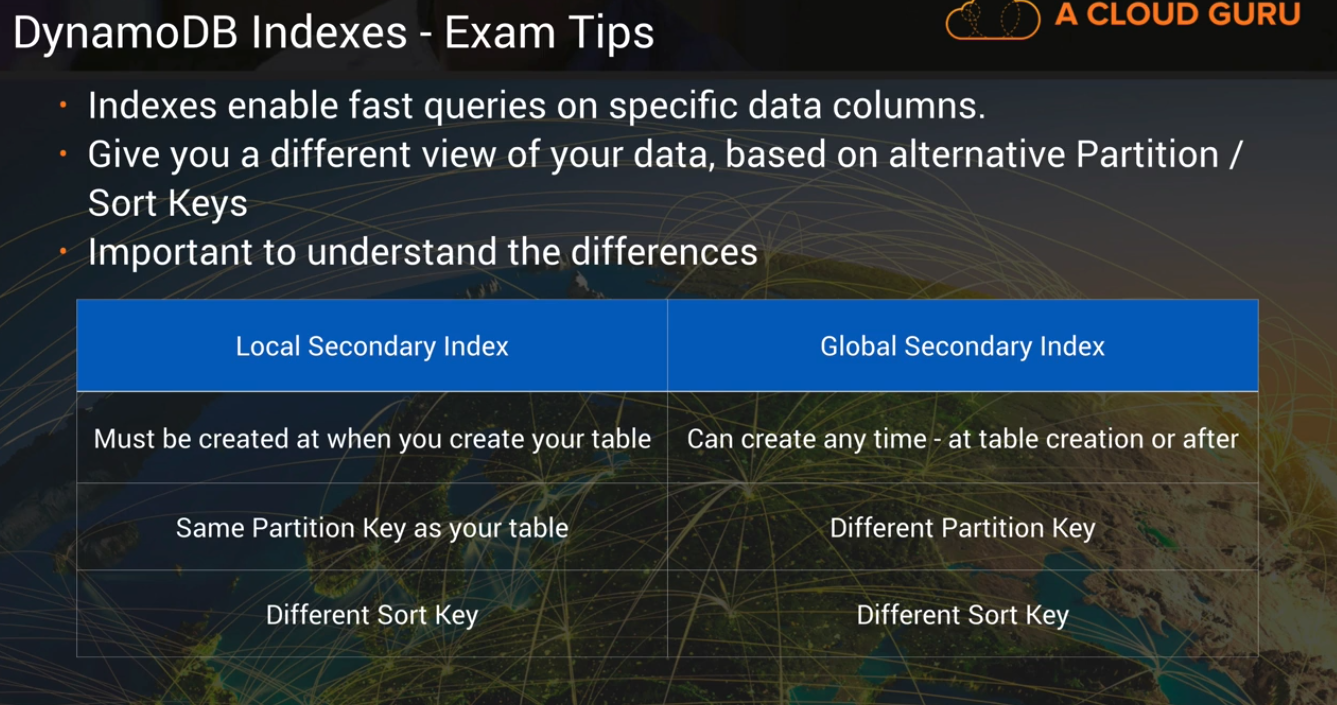 DynamoDB Indexes - Exam Tips
A CLOUD GURU
• Indexes enable fast queries on specific data columns.
• Give you a different view of your data, based on alternative Partition /
Sort Keys
• Important to understand the differences
Local Secondary Index
Global Secondary Index
Must be created at when you create your table
Can create any time - at table creation or after
Same Partition Key as your table
Different Partition Key
Different Sort Key
Different Sort Key